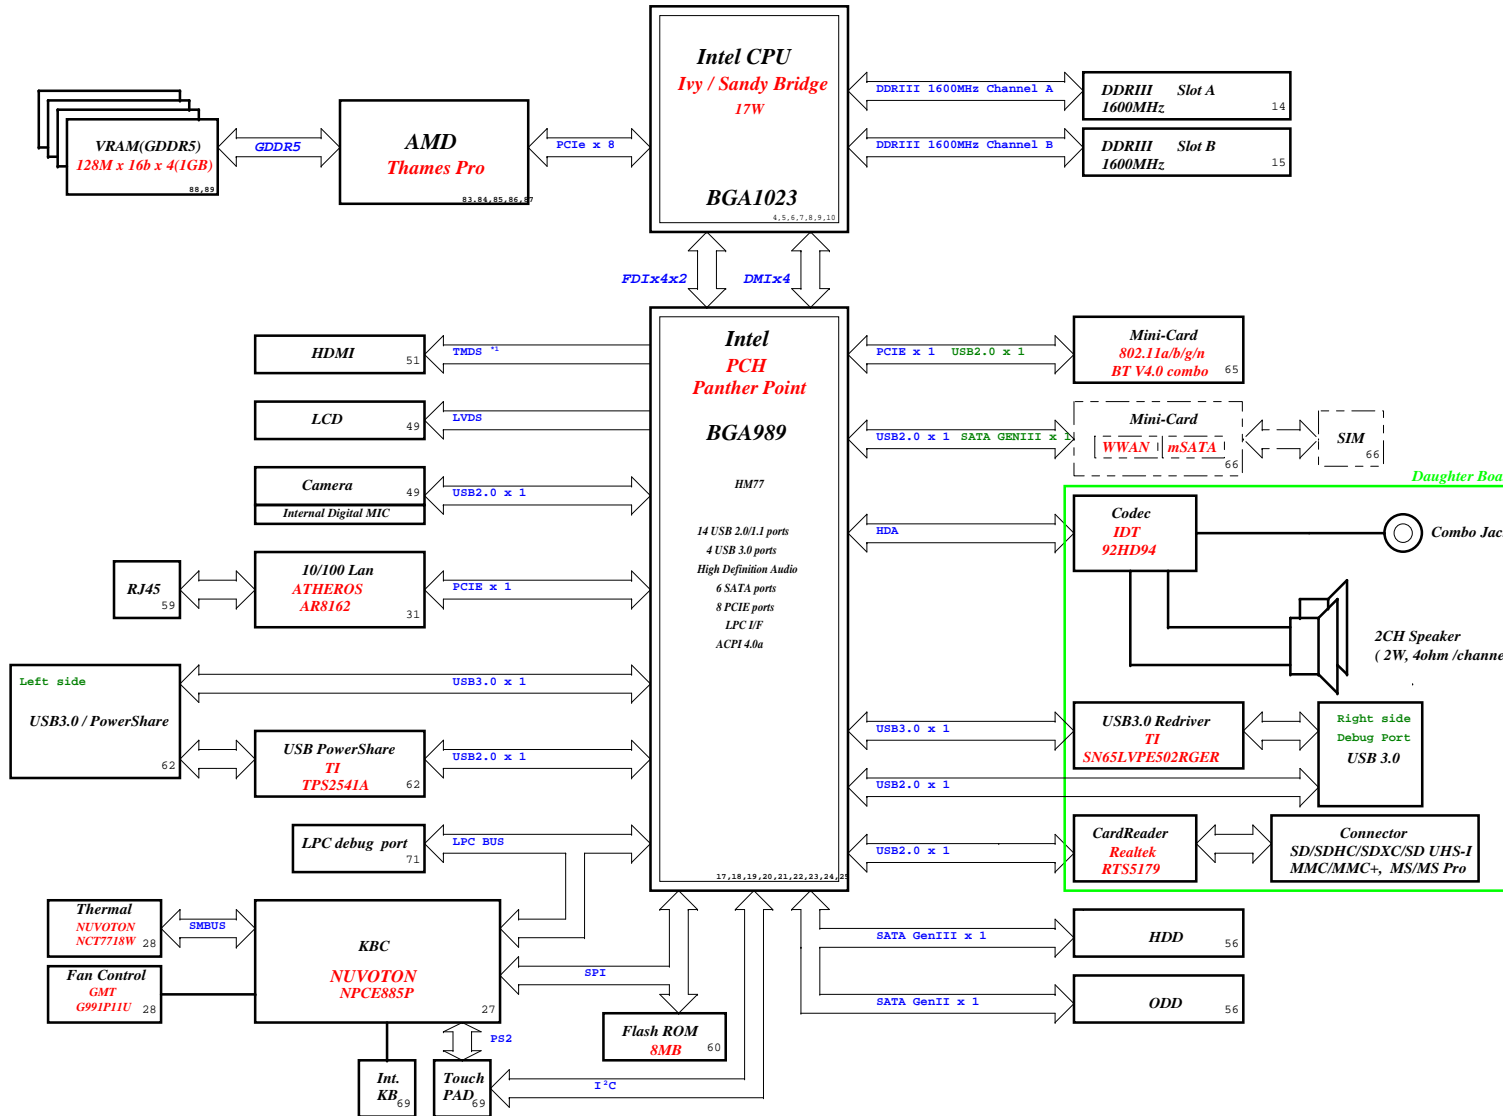 Intel CPU
Ivy / Sandy Bridge
17W
BGA1023
4,5,6,7,8,9,10
VRAM(GDDR5)
128M x 16b x 4(1GB)
88,89
GDDR5
AMD
Thames Pro
83.84,85,86,87
PCIe x 8
DDRIII 1600MHz Channel A
DDRIII Slot A
1600MHz
14
DDRIII 1600MHz Channel B
DDRIII Slot B
1600MHz
15
FDIx4x2
DMIx4
Intel
PCH
Panther Point
BGA989
HM77
14 USB 2.0/1.1 ports
4 USB 3.0 ports
High Definition Audio
6 SATA ports
8 PCIE ports
LPC I/F
ACPI 4.0a
17,18,19,20,21,22,23,24,25
HDMI
51
TMDS *1
LCD
49
LVDS
Camera
49
Internal Digital MIC
USB2.0 x 1
RJ45
59
10/100 Lan
ATHEROS
AR8162
31
PCIE x 1
Left side
USB3.0 / PowerShare
62
USB3.0 x 1
USB PowerShare
TI
TPS2541A
62
USB2.0 x 1
LPC debug port
71
LPC BUS
Thermal
NUVOTON
NCT7718W
28
SMBUS
Fan Control
GMT
G991P11U
28
KBC
NUVOTON
NPCE885P
27
SPI
Flash ROM
8MB
60
PS2
Int.
KB
69
Touch
PAD
69
I²C
PCIE x 1 USB2.0 x 1
Mini-Card
802.11a/b/g/n
BT V4.0 combo
65
USB2.0 x 1 SATA GENIII x 1
Mini-Card
WWAN mSATA
66
SIM
66
Daughter Boa
HDA
Codec
IDT
92HD94
Combo Jac
2CH Speaker
( 2W, 4ohm /channe
USB3.0 x 1
USB3.0 Redriver
TI
SN65LVPE502RGER
Right side
Debug Port
USB 3.0
USB2.0 x 1
USB2.0 x 1
CardReader
Realtek
RTS5179
Connector
SD/SDHC/SDXC/SD UHS-I
MMC/MMC+, MS/MS Pro
SATA GenIII x 1
HDD
56
SATA GenII x 1
ODD
56